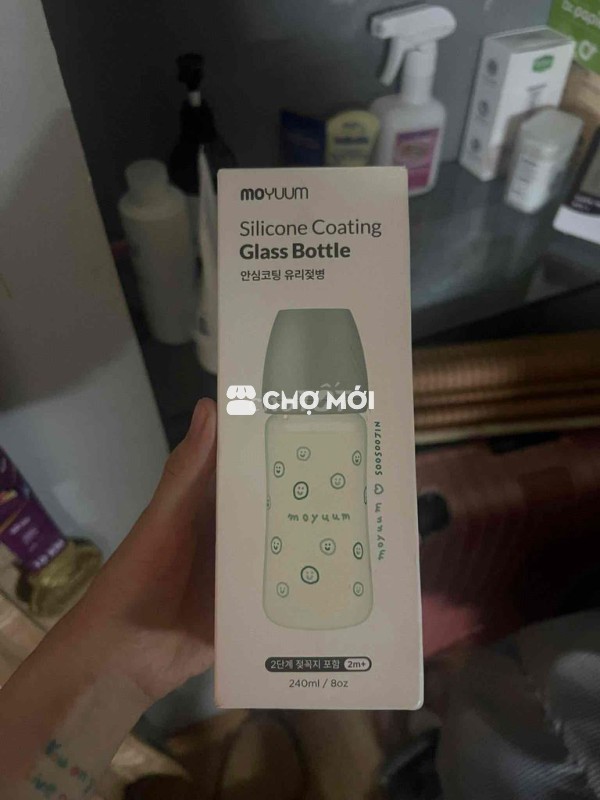 moyuum
Silicone Coating
Glass Bottle
안심코팅 유리젖병
CHỢ MỚI
moyuum
moyuum ♡ SOOSOOJIN
2단계 젖꼭지 포함 2m+
240ml / 8oz